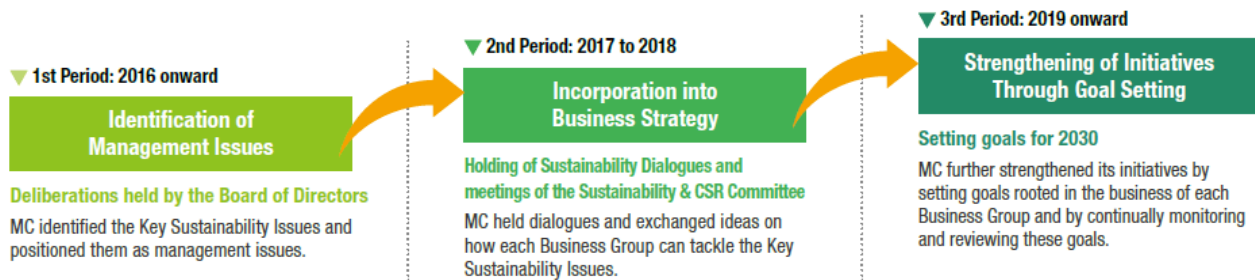 ▼ 1st Period: 2016 onward
Identification of
Management Issues
Deliberations held by the Board of Directors
MC identified the Key Sustainability Issues and
positioned them as management issues.
▼ 2nd Period: 2017 to 2018
Incorporation into
Business Strategy
Holding of Sustainability Dialogues and
meetings of the Sustainability & CSR Committee
MC held dialogues and exchanged ideas on
how each Business Group can tackle the Key
Sustainability Issues.
▼ 3rd Period: 2019 onward
Strengthening of Initiatives
Through Goal Setting
Setting goals for 2030
MC further strengthened its initiatives by
setting goals rooted in the business of each
Business Group and by continually monitoring
and reviewing these goals.